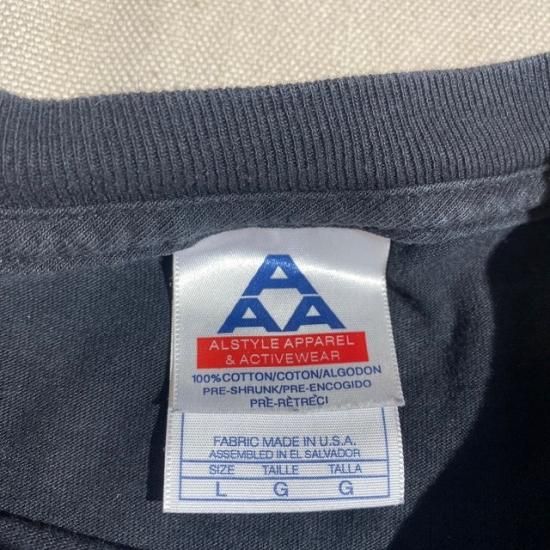 A
A A
ALSTYLE APPAREL
& ACTIVEWEAR
100%COTTON/COTON/ALGODON
PRE-SHRUNK/PRE-ENCOGIDO
PRÉ-RÉTRECI
FABRIC MADE IN U.S.A.
ASSEMBLED IN EL SALVADOR
SIZE TAILLE TALLA
L G G